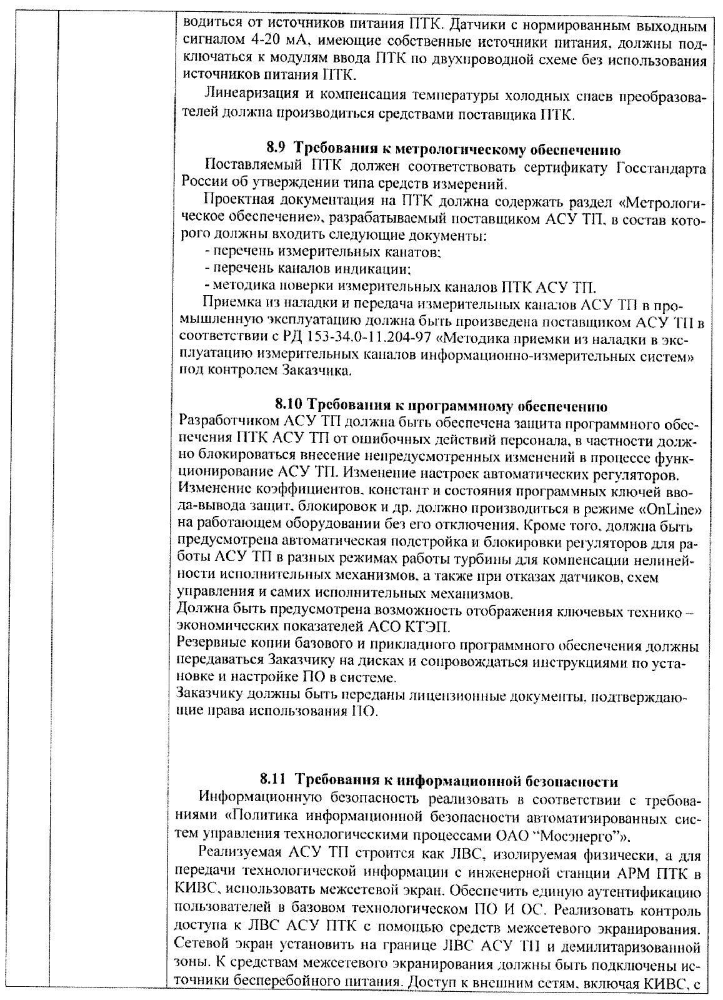 водиться от источников питания ПТК. Датчики с нормированным выходным
сигналом 4-20 мА, имеющие собственные источники питания, должны под-
ключаться к модулям ввода ПТК по двухпроводной схеме без использования
источников питания ПТК.
Линеаризация и компенсация температуры холодных спаев преобразова-
телей должна производиться средствами поставщика ПТК.
8.9 Требования к метрологическому обеспечению
Поставляемый ПТК должен соответствовать сертификату Госстандарта
России об утверждении типа средств измерений.
Проектная документация на ПТК должна содержать раздел «Метрологи-
ческое обеспечение», разрабатываемый поставщиком АСУ ТП, в состав кото-
рого должны входить следующие документы:
- перечень измерительных канатов;
- перечень каналов индикации;
- методика поверки измерительных каналов ПТК АСУ ТП.
Приемка из наладки и передача измерительных каналов АСУ ТП в про-
мышленную эксплуатацию должна быть произведена поставщиком АСУ ТП в
соответствии с РД 153-34.0-11.204-97 «Методика приемки из наладки в экс-
плуатацию измерительных каналов информационно-измерительных систем»
под контролем Заказчика.
8.10 Требования к программному обеспечению
Разработчиком АСУ ТП должна быть обеспечена защита программного обес-
печения ПТК АСУ ТП от ошибочных действий персонала, в частности долж-
но блокироваться внесение непредусмотренных изменений в процессе функ-
ционирование АСУ ТП. Изменение настроек автоматических регуляторов.
Изменение коэффициентов, констант и состояния программных ключей вво-
да-вывода защит, блокировок и др. должно производиться в режиме «OnLine»
на работающем оборудовании без его отключения. Кроме того, должна быть
предусмотрена автоматическая подстройка и блокировки регуляторов для ра-
боты АСУ ТП в разных режимах работы турбины для компенсации нелиней-
ности исполнительных механизмов, а также при отказах датчиков, схем
управления и самих исполнительных механизмов.
Должна быть предусмотрена возможность отображения ключевых технико –
экономических показателей АСО КТЭП.
Резервные копии базового и прикладного программного обеспечения должны
передаваться Заказчику на дисках и сопровождаться инструкциями по уста-
новке и настройке ПО в системе.
Заказчику должны быть переданы лицензионные документы, подтверждаю-
щие права использования ПО.
8.11 Требования к информационной безопасности
Информационную безопасность реализовать в соответствии с требова-
ниями «Политика информационной безопасности автоматизированных сис-
тем управления технологическими процессами ОАО “Мосэнерго”».
Реализуемая АСУ ТП строится как ЛВС, изолируемая физически, а для
передачи технологической информации с инженерной станции АРМ ПТК в
КИВС, использовать межсетевой экран. Обеспечить единую аутентификацию
пользователей в базовом технологическом ПО И ОС. Реализовать контроль
доступа к ЛВС АСУ ПТК с помощью средств межсетевого экранирования.
Сетевой экран установить на границе ЛВС АСУ ТП и демилитаризованной
зоны. К средствам межсетевого экранирования должны быть подключены ис-
точники бесперебойного питания. Доступ к внешним сетям, включая КИВС, с